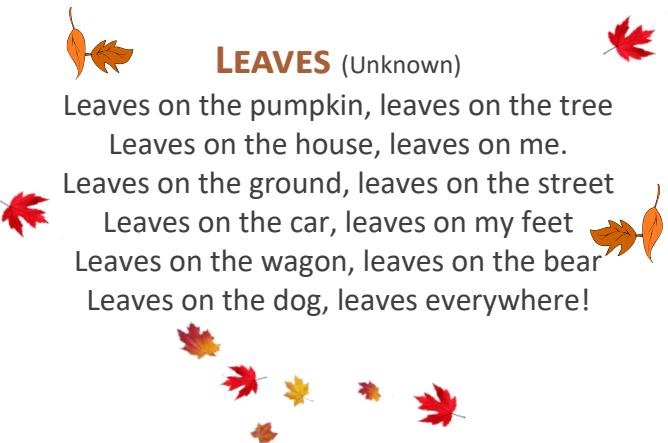 LEAVES (Unknown)
Leaves on the pumpkin, leaves on the tree
Leaves on the house, leaves on me.
Leaves on the ground, leaves on the street
Leaves on the car, leaves on my feet
Leaves on the wagon, leaves on the bear
Leaves on the dog, leaves everywhere!